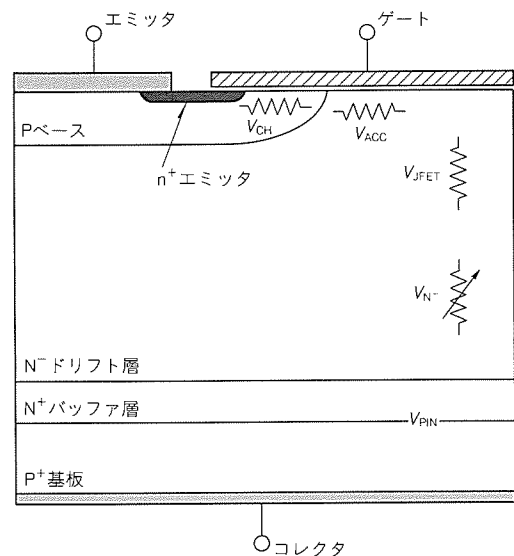 エミッタ
ゲート
Pベース
V_CH
V_ACC
n⁺エミッタ
V_JFET
V_N⁻
N⁻ドリフト層
N⁺バッファ層
V_PIN
P⁺基板
コレクタ